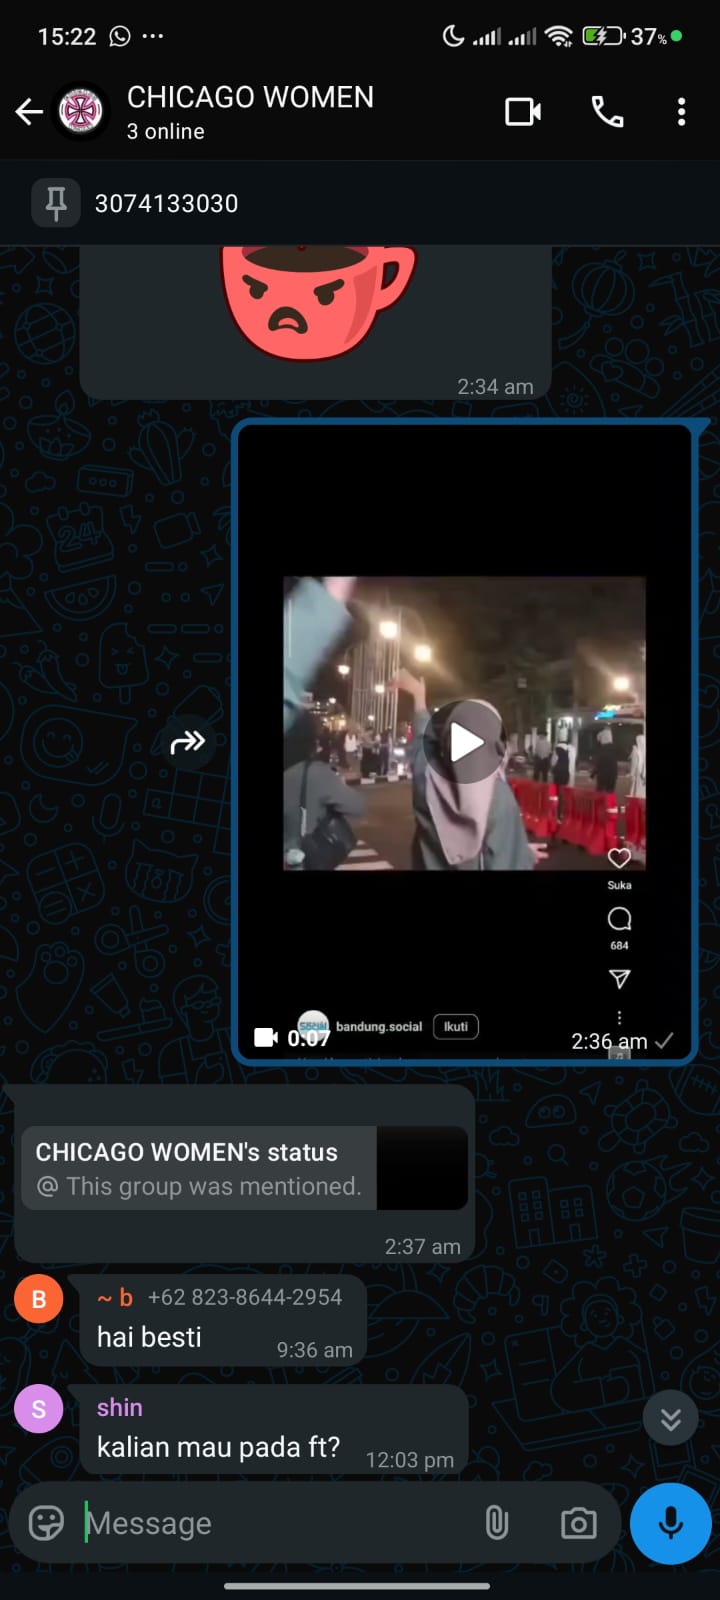 15:22
37%
CHICAGO WOMEN
3 online
3074133030
2:34 am
24
Suka
684
bandung.social
Ikuti
0:07
2:36 am
CHICAGO WOMEN's status
@ This group was mentioned.
2:37 am
B
~ b +62 823-8644-2954
hai besti
9:36 am
S
shin
kalian mau pada ft?
12:03 pm
Message